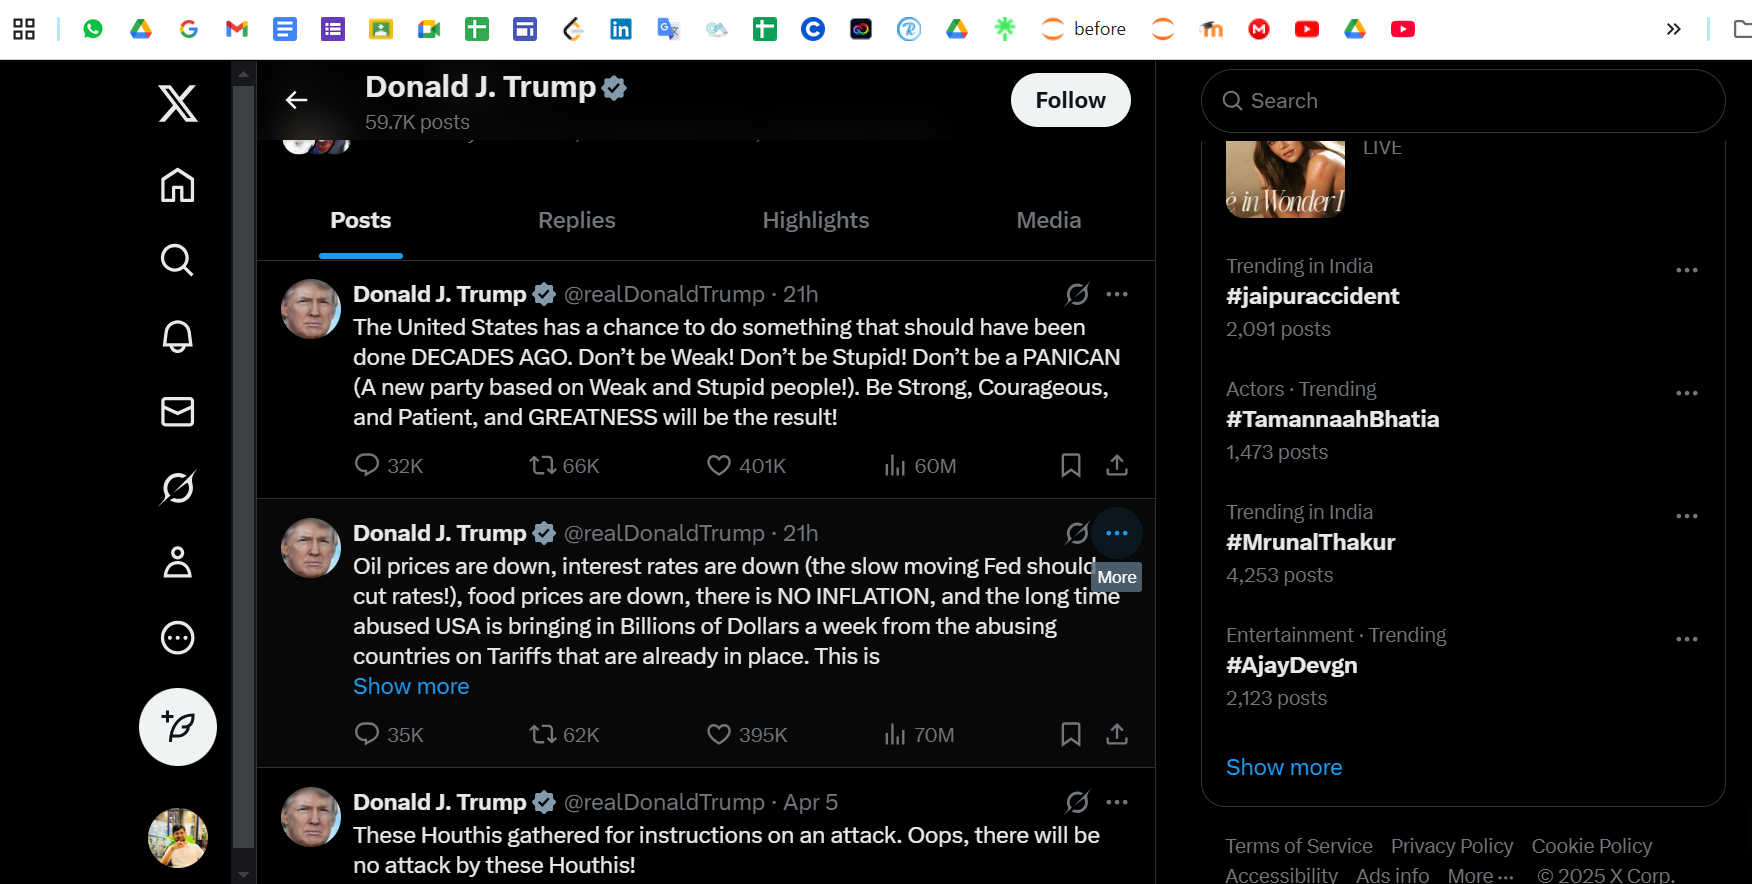 before
Donald J. Trump
59.7K posts
Follow
Search
LIVE
é in Wonder
Posts
Replies
Highlights
Media
Donald J. Trump @realDonaldTrump · 21h
The United States has a chance to do something that should have been
done DECADES AGO. Don’t be Weak! Don’t be Stupid! Don’t be a PANICAN
(A new party based on Weak and Stupid people!). Be Strong, Courageous,
and Patient, and GREATNESS will be the result!
32K
66K
401K
60M
Donald J. Trump @realDonaldTrump · 21h
Oil prices are down, interest rates are down (the slow moving Fed should
More
cut rates!), food prices are down, there is NO INFLATION, and the long time
abused USA is bringing in Billions of Dollars a week from the abusing
countries on Tariffs that are already in place. This is
Show more
35K
62K
395K
70M
Donald J. Trump @realDonaldTrump · Apr 5
These Houthis gathered for instructions on an attack. Oops, there will be
no attack by these Houthis!
Trending in India
#jaipuraccident
2,091 posts
Actors · Trending
#TamannaahBhatia
1,473 posts
Trending in India
#MrunalThakur
4,253 posts
Entertainment · Trending
#AjayDevgn
2,123 posts
Show more
Terms of Service Privacy Policy Cookie Policy
Accessibility Ads info More ··· © 2025 X Corp.